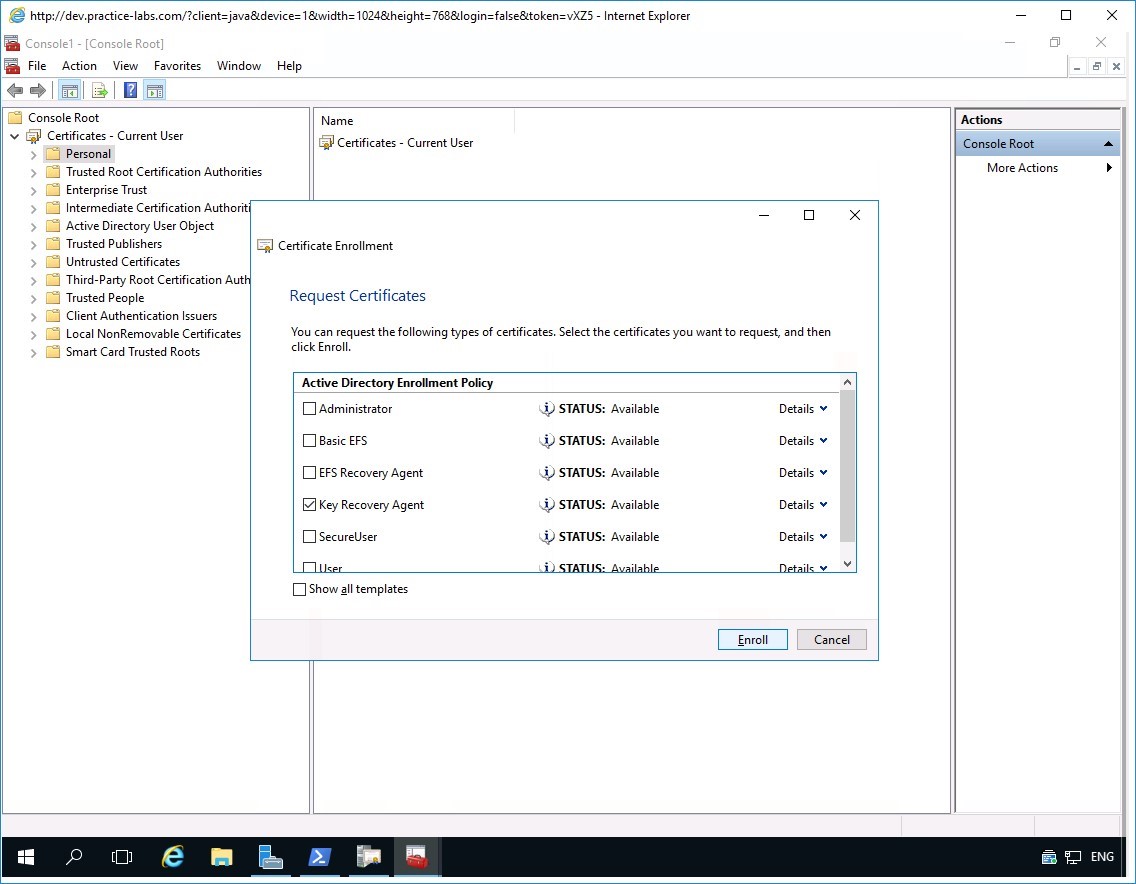 http://dev.practice-labs.com/?client=java&device=1&width=1024&height=768&login=false&token=vXZ5 - Internet Explorer
Console1 - [Console Root]
File Action View Favorites Window Help
Console Root
Certificates - Current User
Personal
Trusted Root Certification Authorities
Enterprise Trust
Intermediate Certification Authoriti
Active Directory User Object
Trusted Publishers
Untrusted Certificates
Third-Party Root Certification Auth
Trusted People
Client Authentication Issuers
Local NonRemovable Certificates
Smart Card Trusted Roots
Name
Certificates - Current User
Actions
Console Root
More Actions
Certificate Enrollment
Request Certificates
You can request the following types of certificates. Select the certificates you want to request, and then
click Enroll.
Active Directory Enrollment Policy
Administrator STATUS: Available Details
Basic EFS STATUS: Available Details
EFS Recovery Agent STATUS: Available Details
Key Recovery Agent STATUS: Available Details
SecureUser STATUS: Available Details
User STATUS: Available Details
Show all templates
Enroll Cancel
ENG